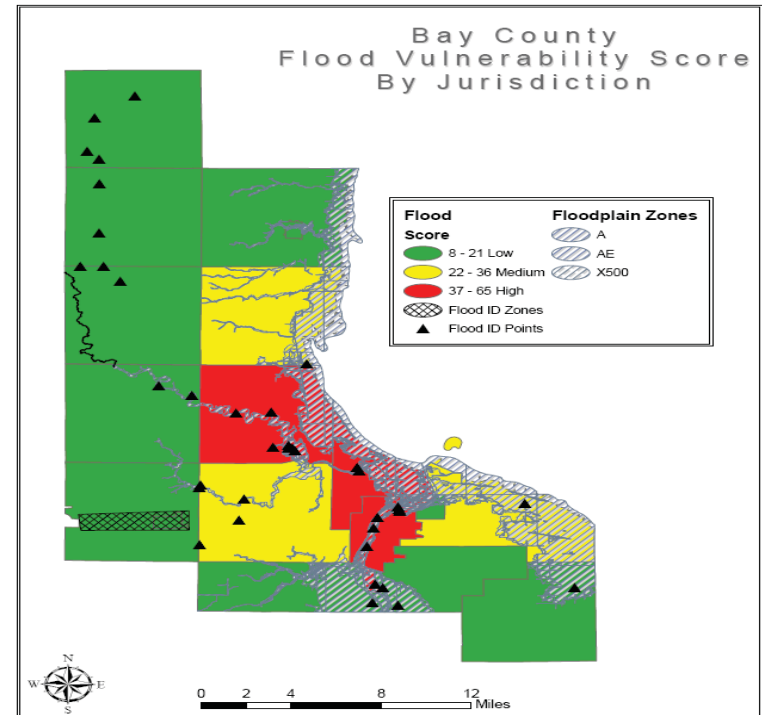 Bay County
Flood Vulnerability Score
By Jurisdiction
Flood
Score
8 - 21 Low
22 - 36 Medium
37 - 65 High
Flood ID Zones
Flood ID Points
Floodplain Zones
A
AE
X500
N
W E
S
0 2 4 8 12
Miles